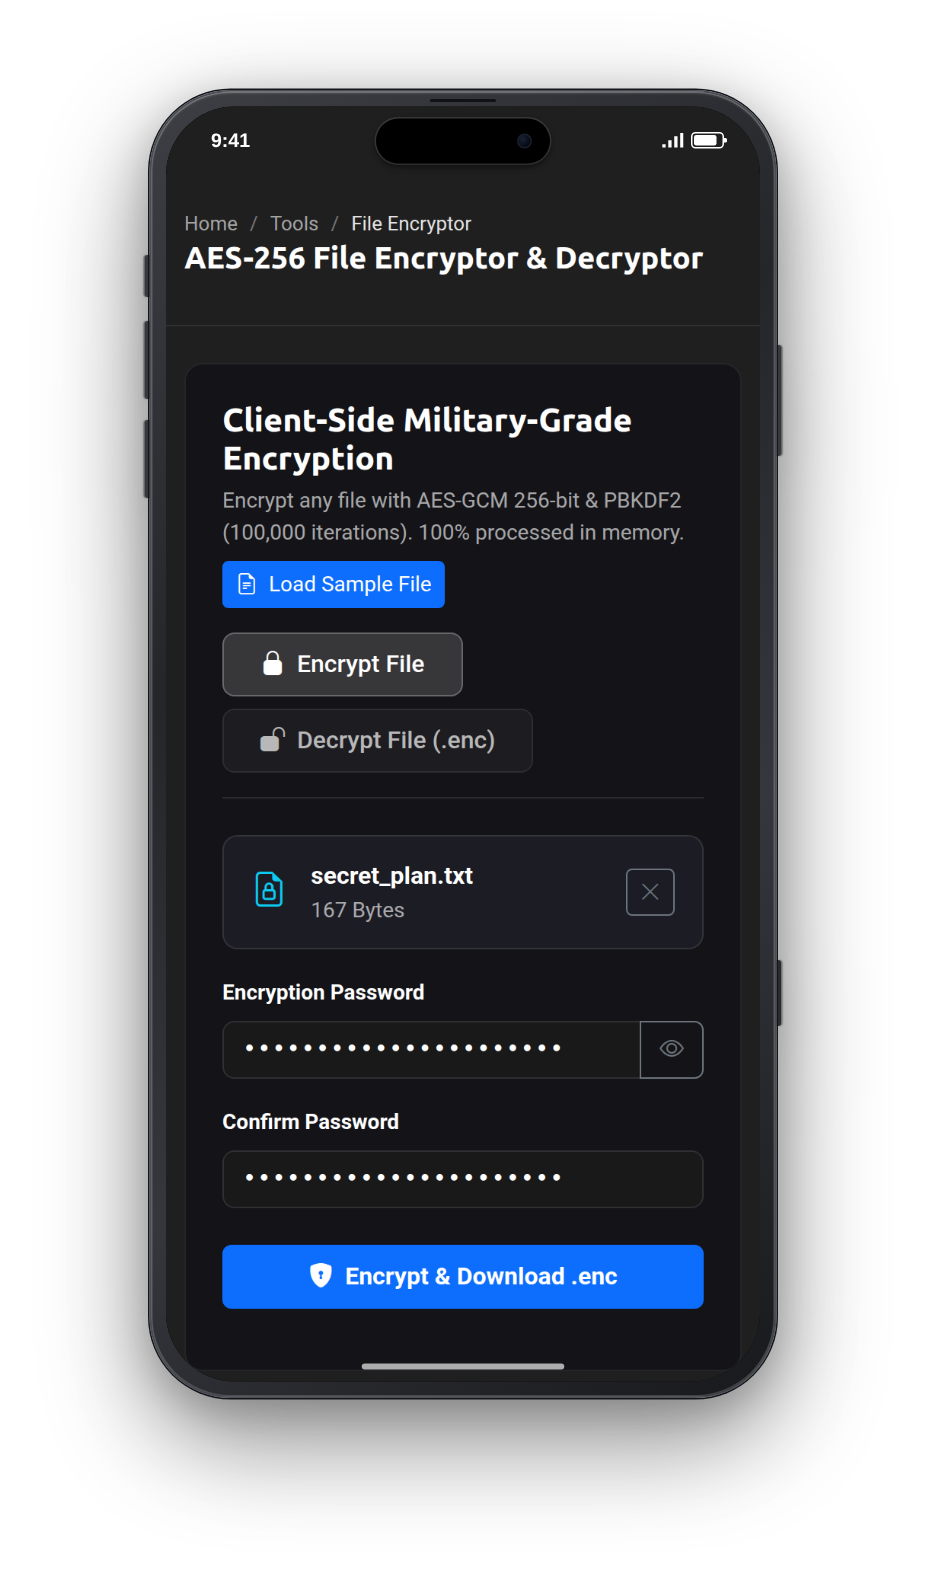 9:41
Home / Tools / File Encryptor
AES-256 File Encryptor & Decryptor
Client-Side Military-Grade
Encryption
Encrypt any file with AES-GCM 256-bit & PBKDF2
(100,000 iterations). 100% processed in memory.
Load Sample File
Encrypt File
Decrypt File (.enc)
secret_plan.txt
167 Bytes
Encryption Password
••••••••••••••••••••••
Confirm Password
••••••••••••••••••••••
Encrypt & Download .enc